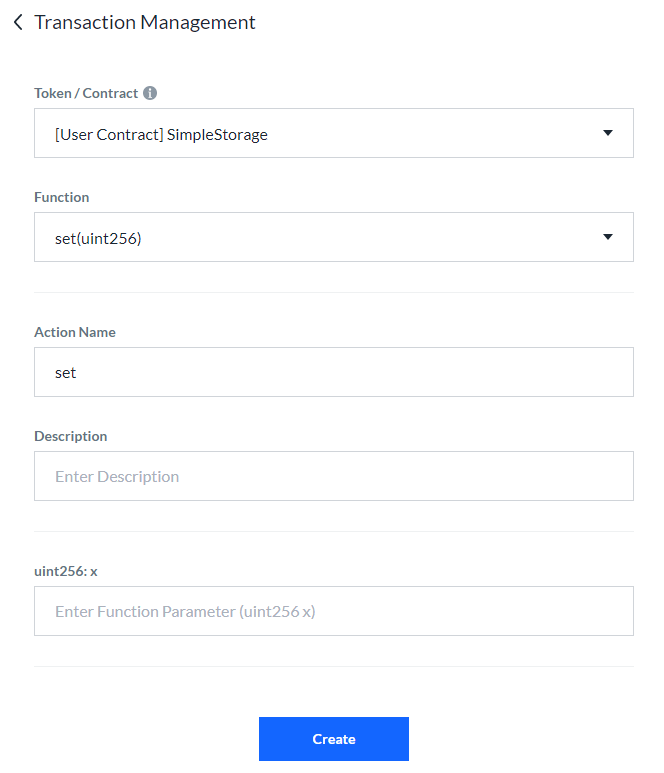 Transaction Management
Token / Contract
[User Contract] SimpleStorage
Function
set(uint256)
Action Name
set
Description
Enter Description
uint256: x
Enter Function Parameter (uint256 x)
Create